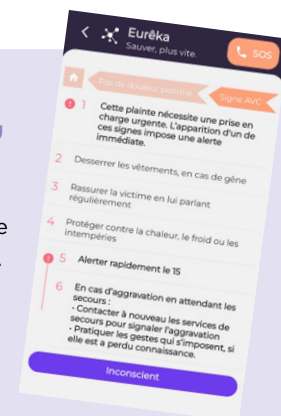 Eurêka
Sauver, plus vite.
SOS
Pas de douleur poitrine
Signe AVC
1 Cette plainte nécessite une prise en
charge urgente. L'apparition d'un de
ces signes impose une alerte
immédiate.
2 Desserrer les vêtements, en cas de gêne
3 Rassurer la victime en lui parlant
régulièrement
4 Protéger contre la chaleur, le froid ou les
intempéries
5 Alerter rapidement le 15
6 En cas d'aggravation en attendant les
secours :
• Contacter à nouveau les services de
secours pour signaler l'aggravation
• Pratiquer les gestes qui s'imposent, si
elle est a perdu connaissance.
Inconscient
e
.